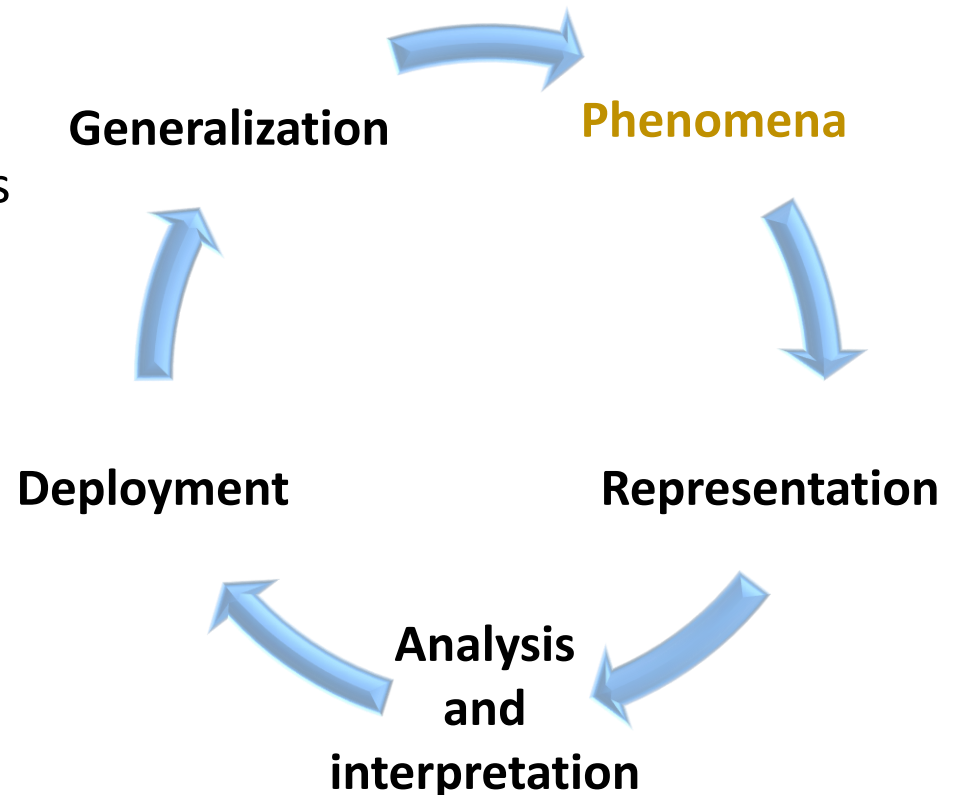 Generalization
Phenomena
s
Deployment
Representation
Analysis
and
interpretation